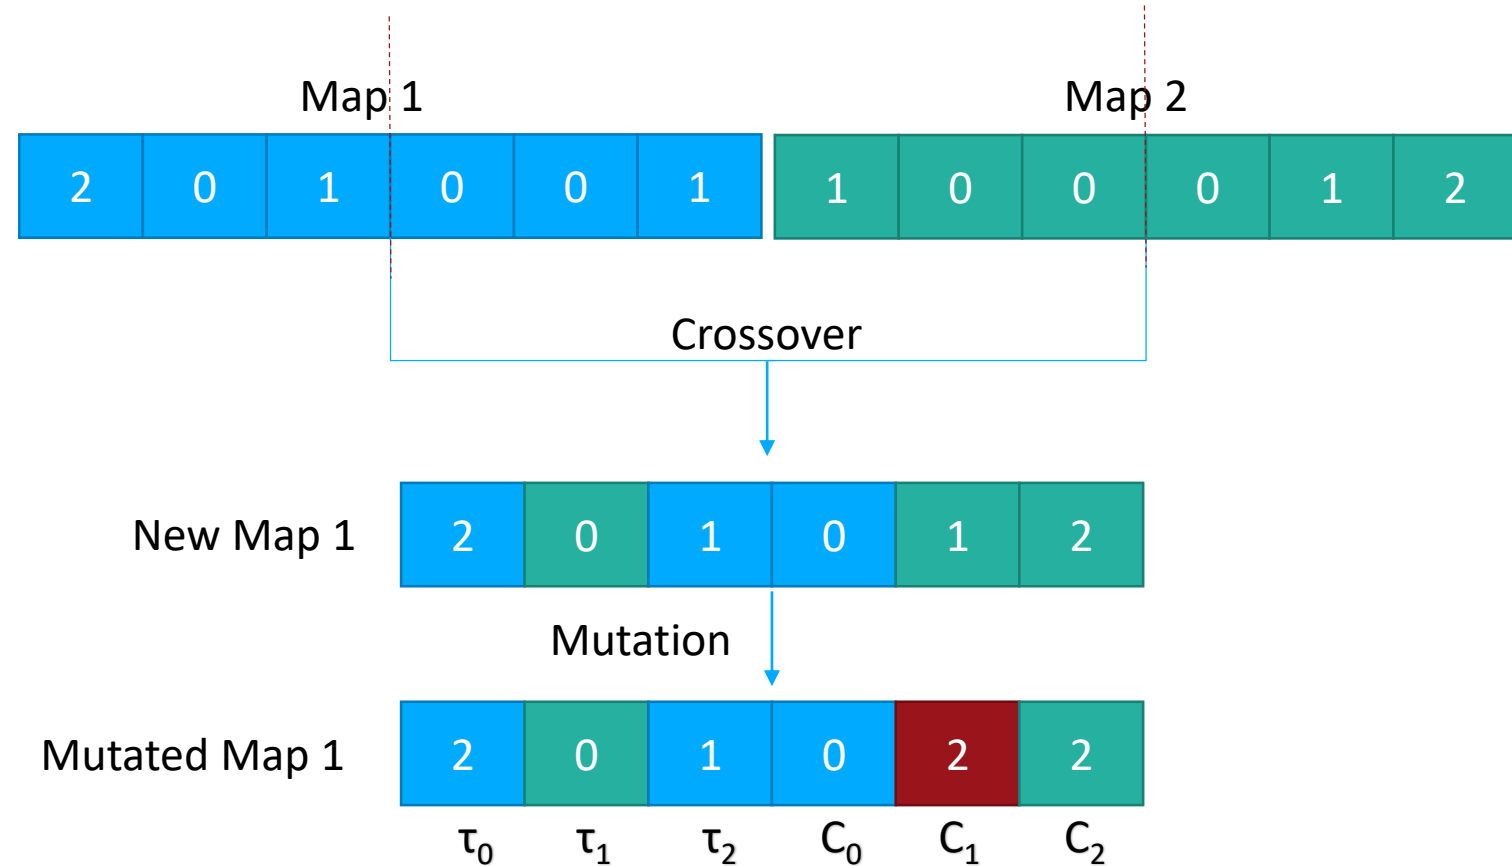 Map 1 Map 2
2 0 1 0 0 1 1 0 0 0 1 2
Crossover
New Map 1 2 0 1 0 1 2
Mutation
Mutated Map 1 2 0 1 0 2 2
τ₀ τ₁ τ₂ C₀ C₁ C₂